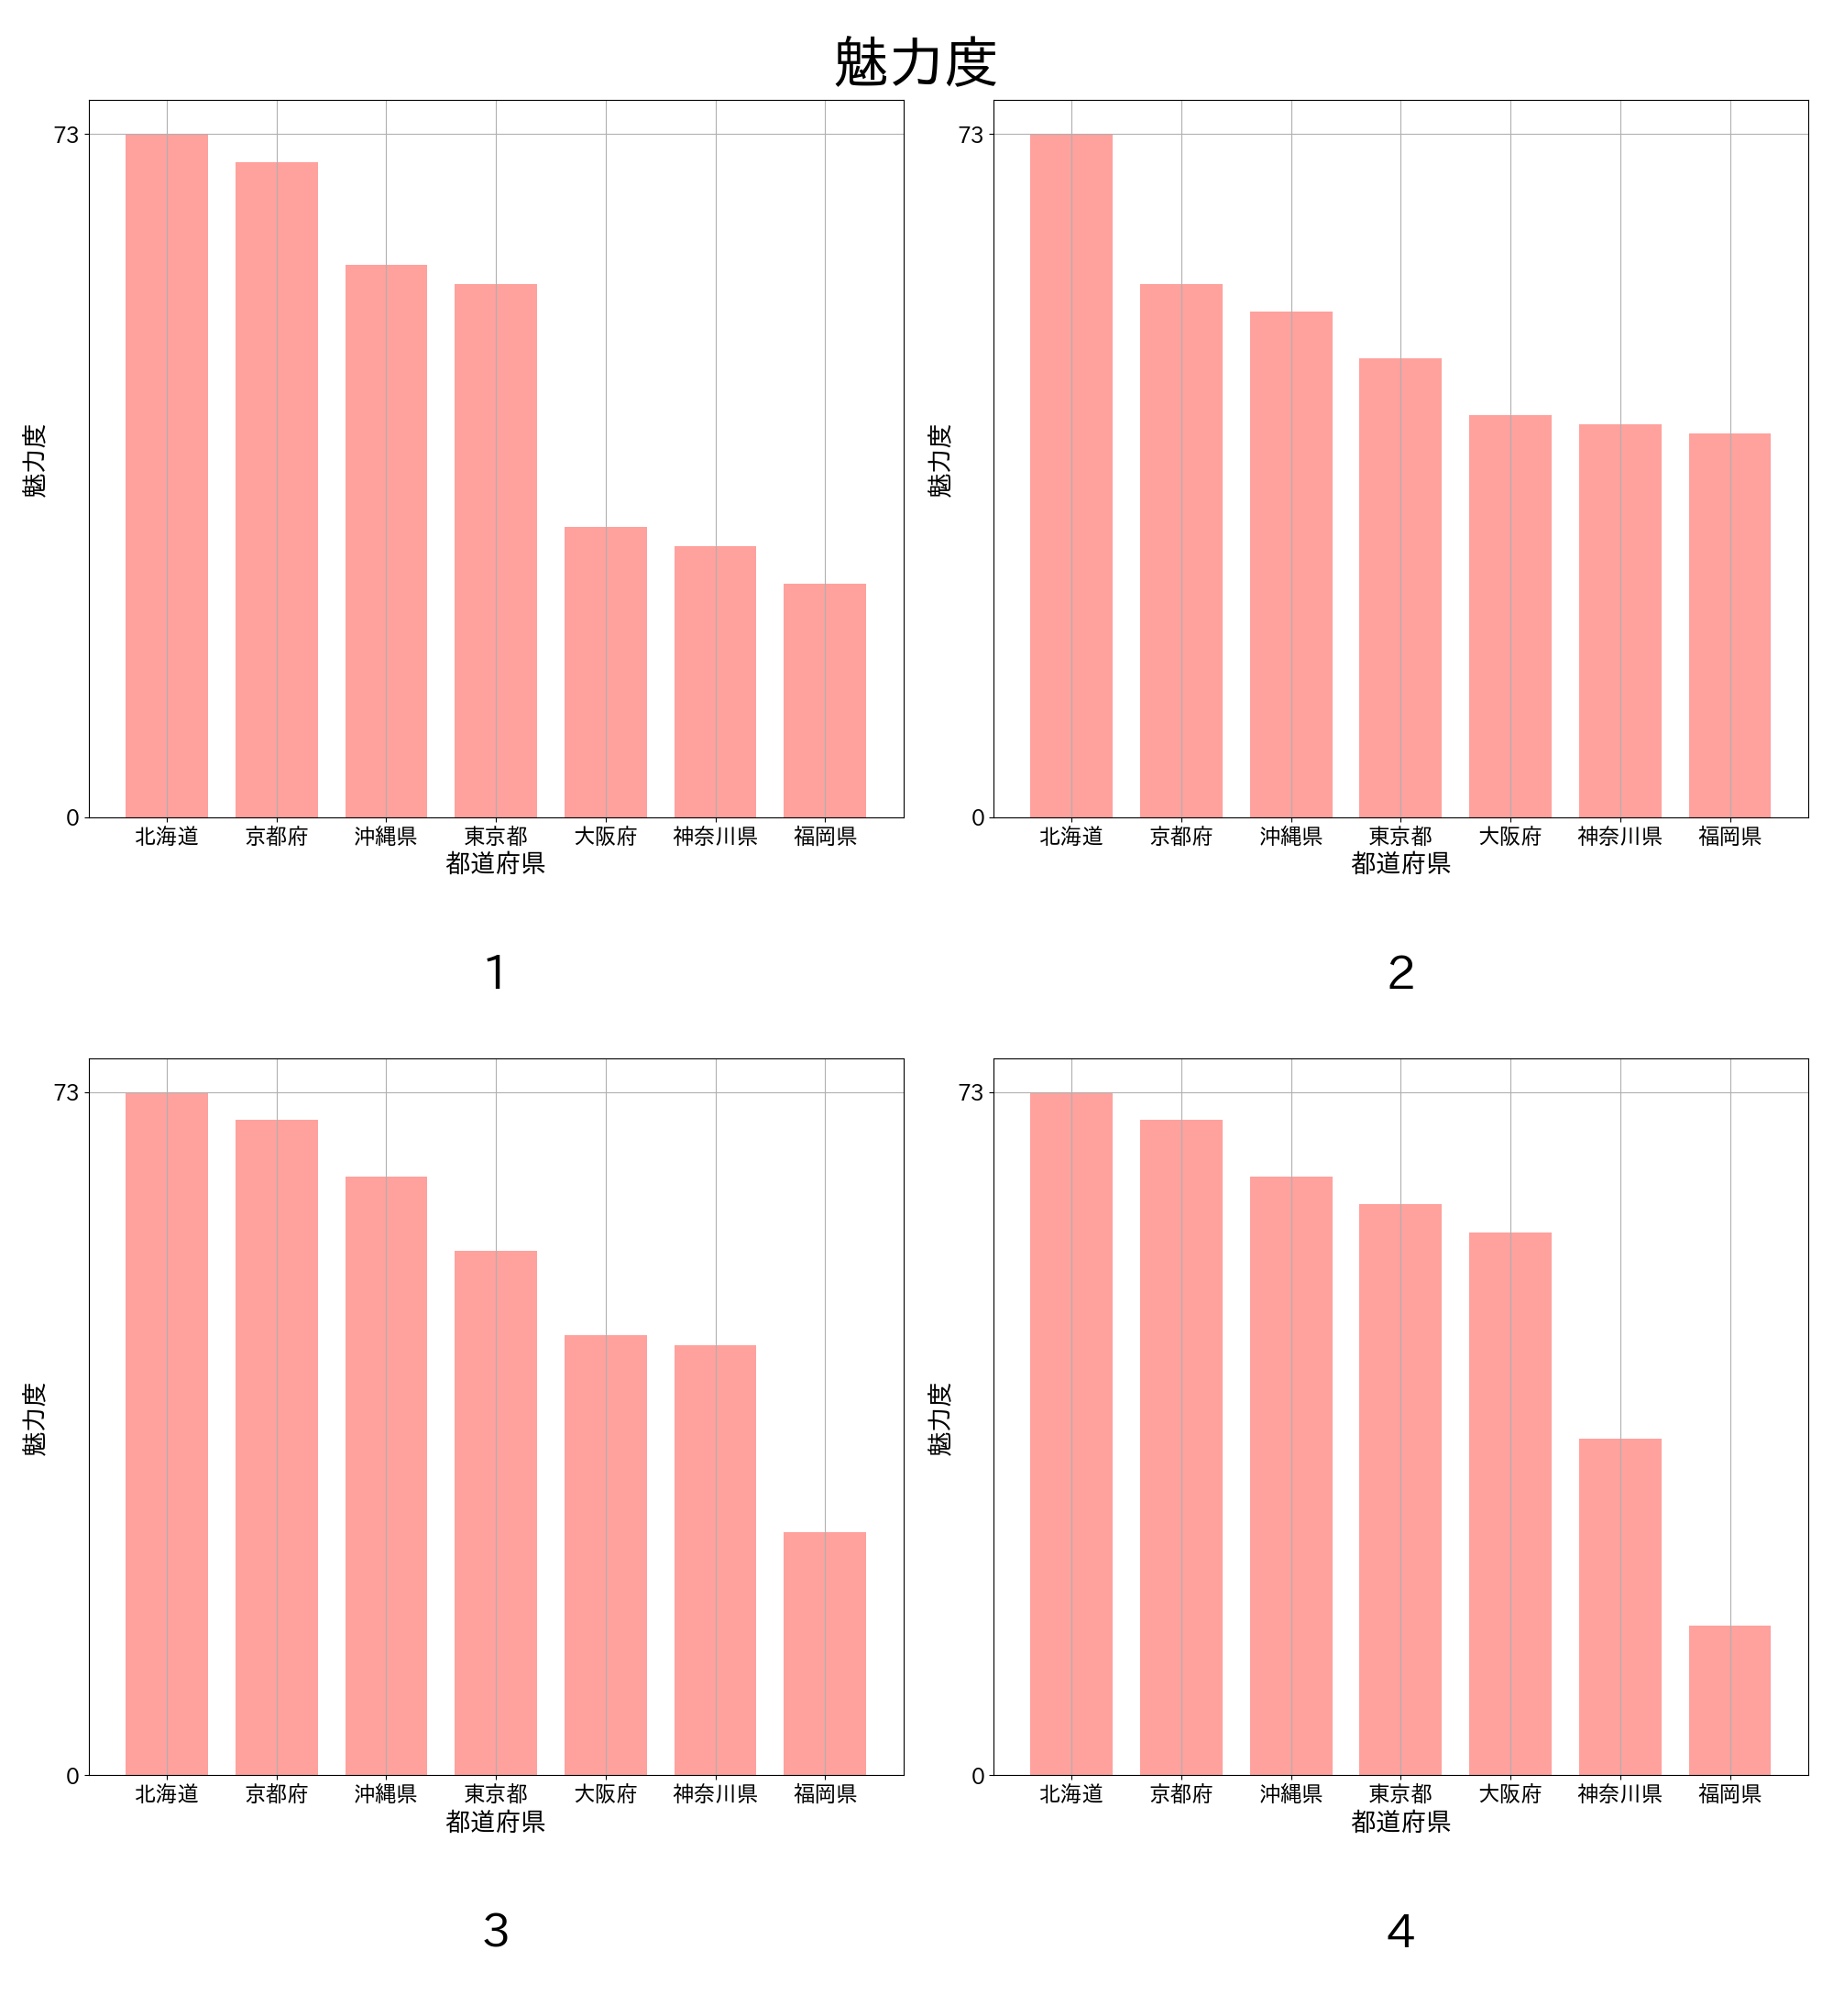 魅力度
73
0
魅力度
北海道 京都府 沖縄県 東京都 大阪府 神奈川県 福岡県
都道府県
1
73
0
魅力度
北海道 京都府 沖縄県 東京都 大阪府 神奈川県 福岡県
都道府県
2
73
0
魅力度
北海道 京都府 沖縄県 東京都 大阪府 神奈川県 福岡県
都道府県
3
73
0
魅力度
北海道 京都府 沖縄県 東京都 大阪府 神奈川県 福岡県
都道府県
4